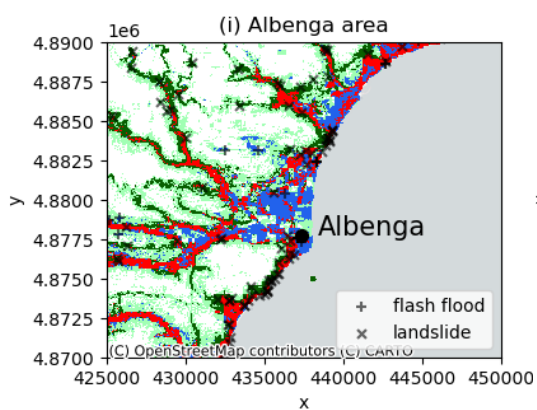 (i) Albenga area
1e6
4.8900
4.8875
4.8850
4.8825
4.8800
4.8775
4.8750
4.8725
4.8700
y
Albenga
flash flood
landslide
(C) OpenStreetMap contributors (C) CARTO
425000 430000 435000 440000 445000 450000
x